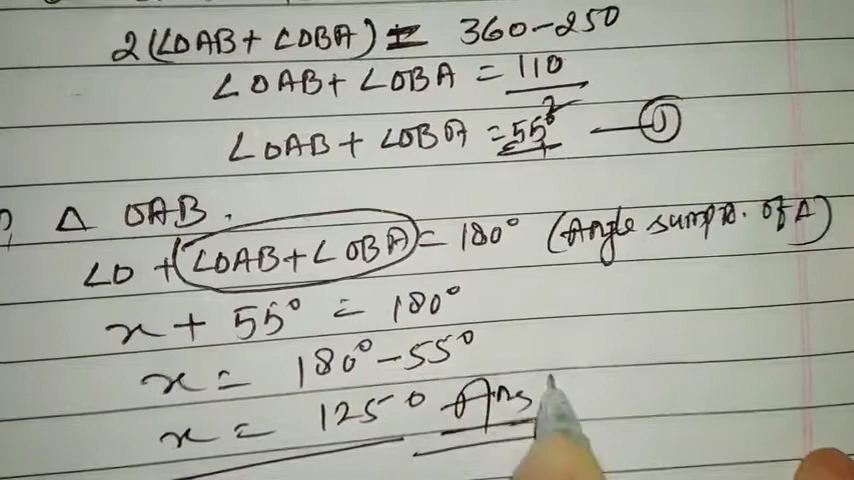 2(∠OAB + ∠OBA) = 360-250
∠OAB + ∠OBA = 110
2
∠OAB + ∠OBA = 55° — ①
Δ OAB.
∠O + (∠OAB + ∠OBA) = 180° (Angle sum pro. of Δ)
x + 55° = 180°
x = 180° - 55°
x = 125° Ans